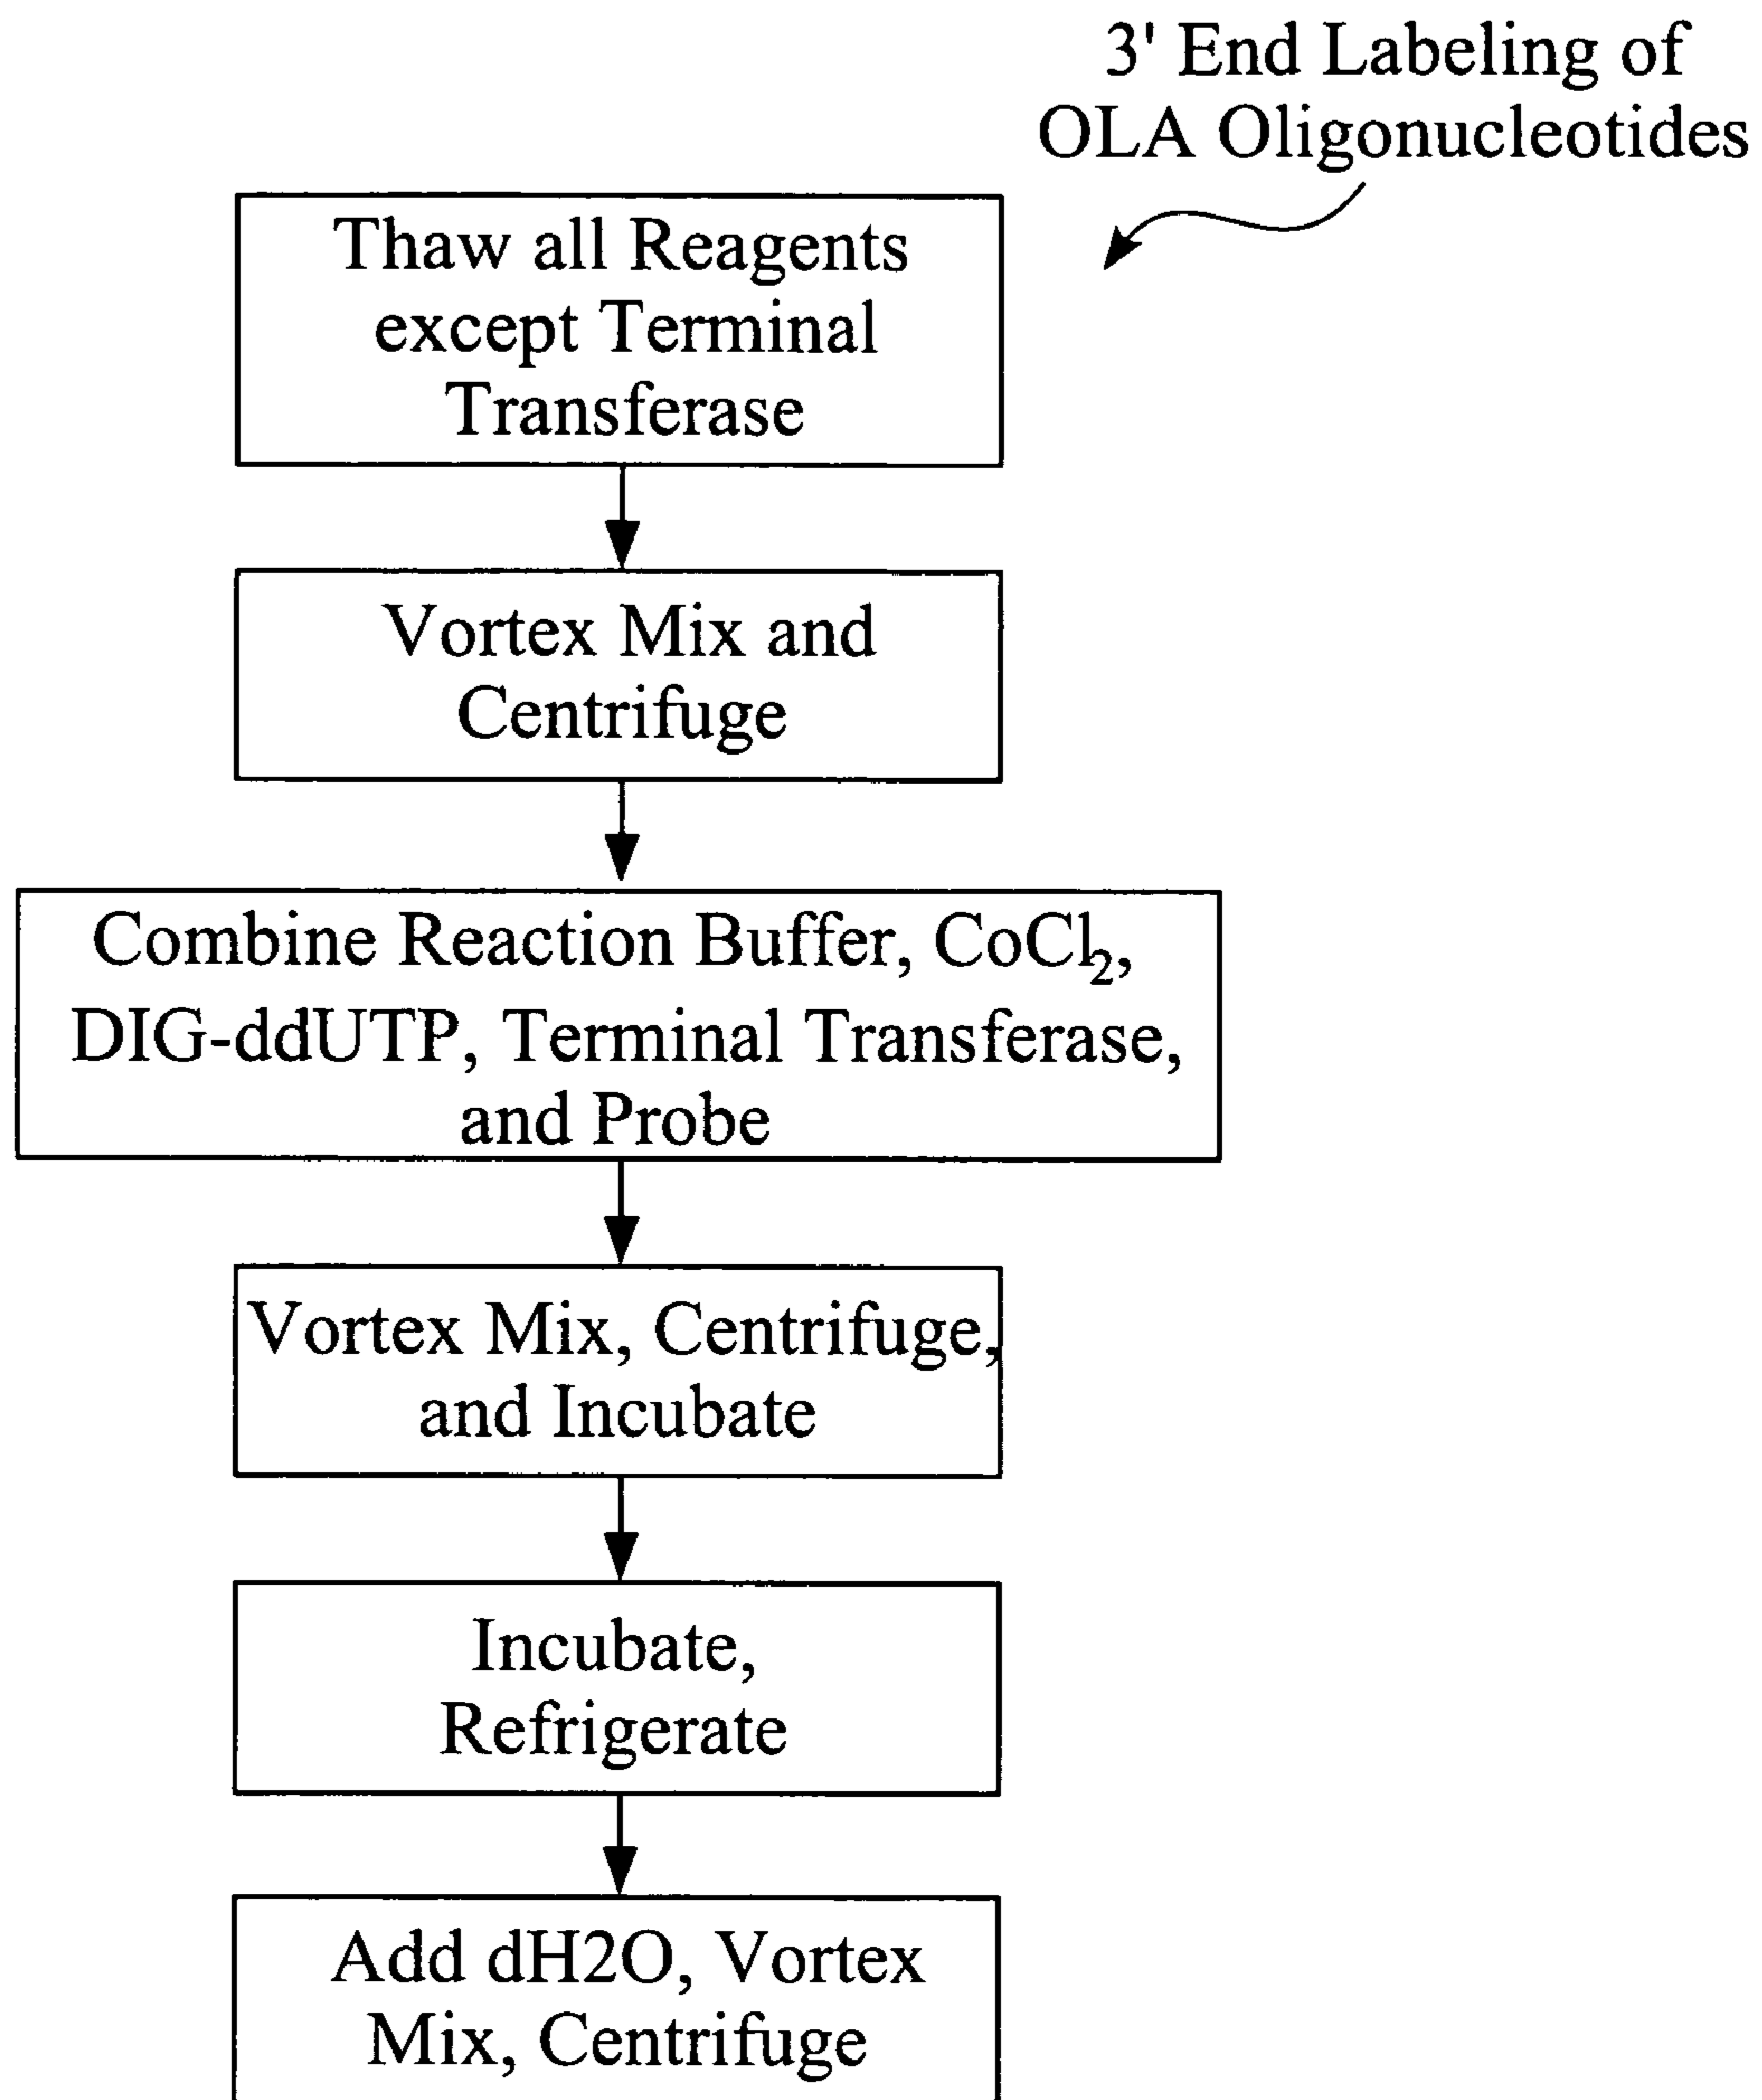 3' End Labeling of
OLA Oligonucleotides
Thaw all Reagents
except Terminal
Transferase
Vortex Mix and
Centrifuge
Combine Reaction Buffer, CoCl₂,
DIG-ddUTP, Terminal Transferase,
and Probe
Vortex Mix, Centrifuge,
and Incubate
Incubate,
Refrigerate
Add dH2O, Vortex
Mix, Centrifuge